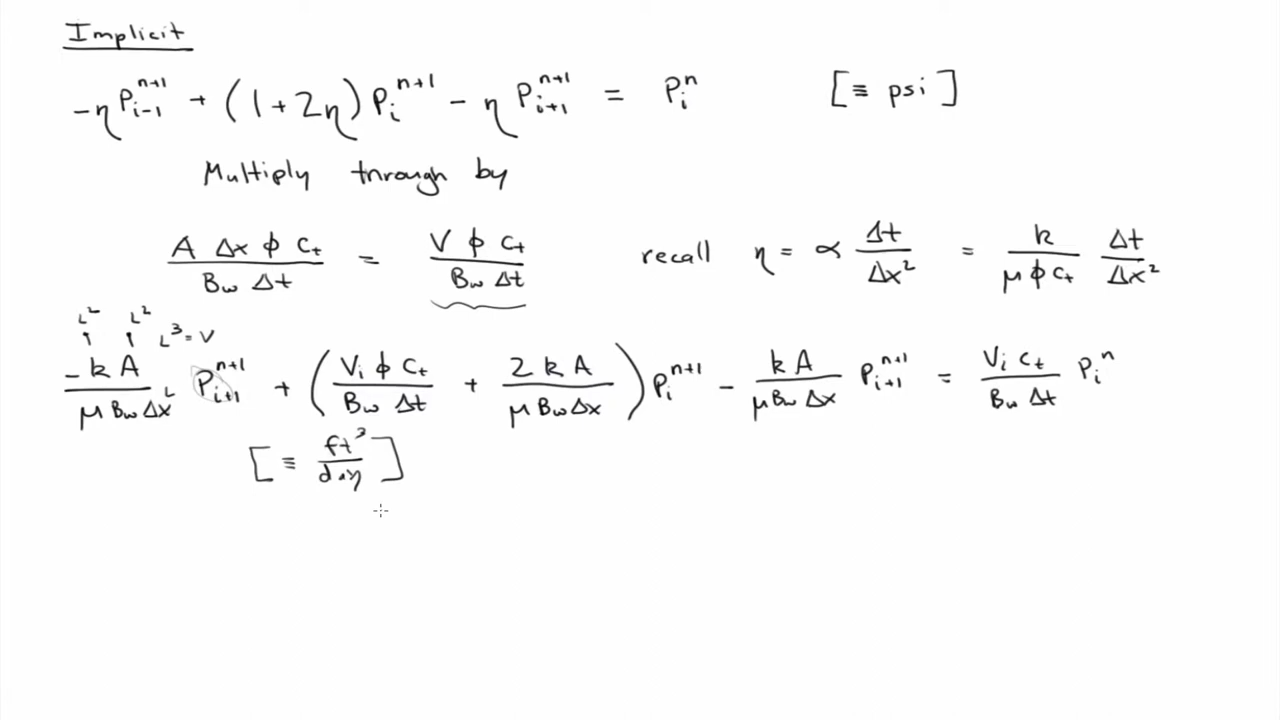 Implicit
-η P_{i-1}^{n+1} + (1+2η) P_i^{n+1} - η P_{i+1}^{n+1} = P_i^n [≡ psi]
Multiply through by
A Δx ϕ c_t / B_w Δt = V ϕ c_t / B_w Δt recall η = α Δt / Δx² = k / μ ϕ c_t Δt / Δx²
L² L² L³ = V
-k A / μ B_w Δx L P_{i+1}^{n+1} + (V_i ϕ c_t / B_w Δt + 2 k A / μ B_w Δx) P_i^{n+1} - k A / μ B_w Δx P_{i+1}^{n+1} = V_i c_t / B_w Δt P_i^n
[≡ ft³ / day]